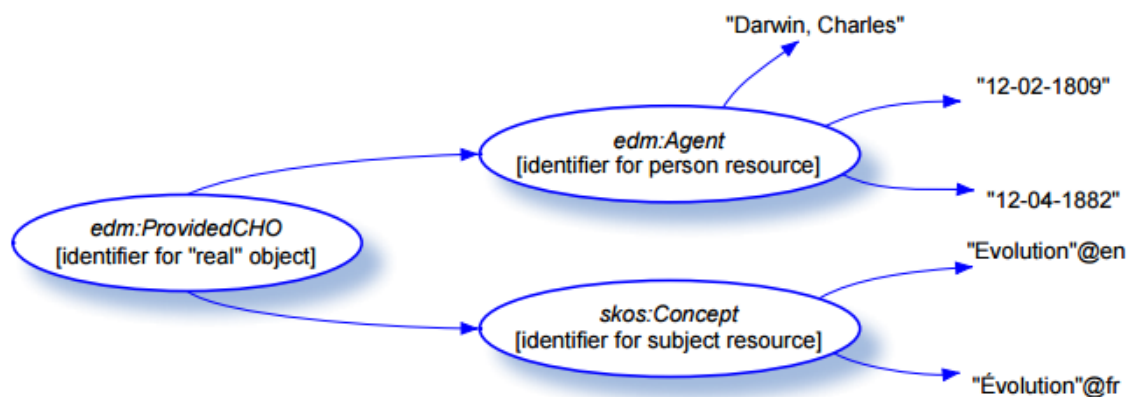 "Darwin, Charles"
"12-02-1809"
edm:Agent
[identifier for person resource]
"12-04-1882"
edm:ProvidedCHO
[identifier for "real" object]
"Evolution"@en
skos:Concept
[identifier for subject resource]
"Évolution"@fr